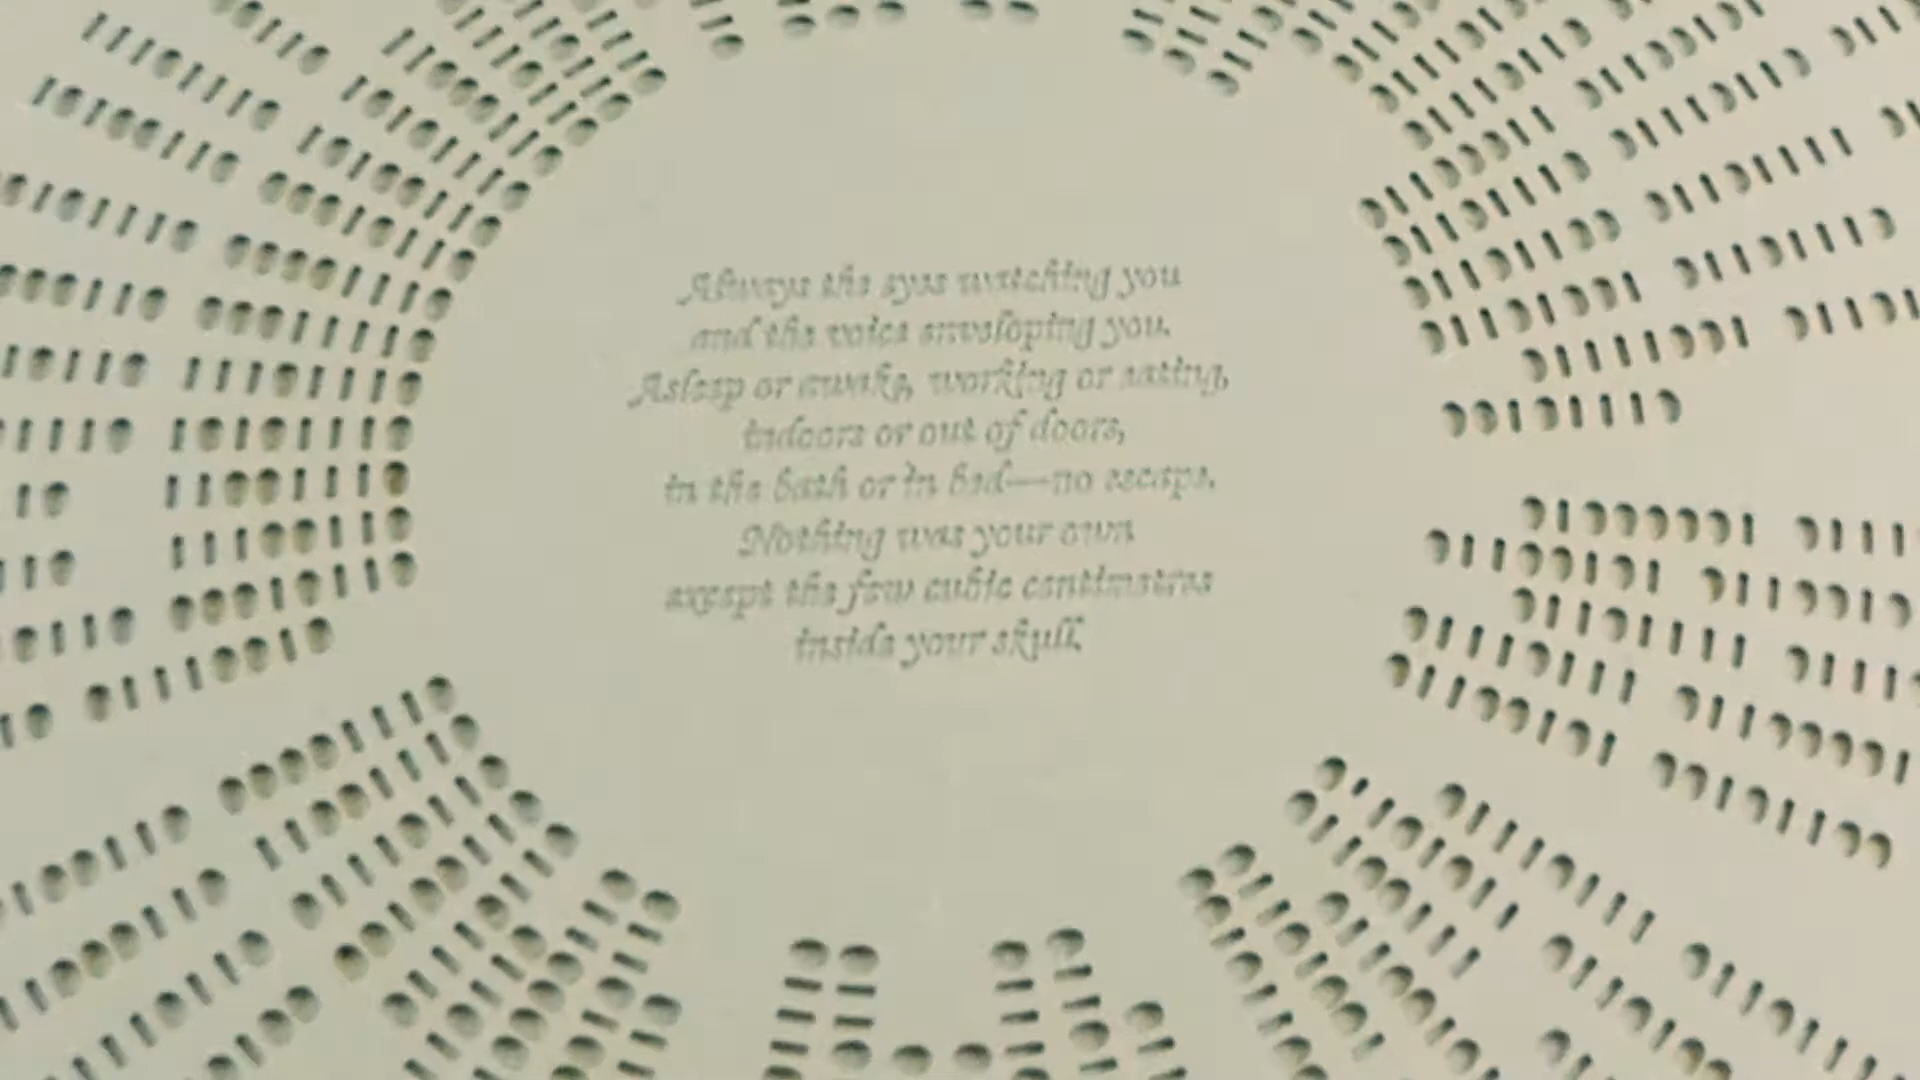 Always the eyes watching you
and the voice enveloping you.
Asleep or awake, working or eating,
indoors or out of doors,
in the bath or in bed—no escape.
Nothing was your own
except the few cubic centimetres
inside your skull.